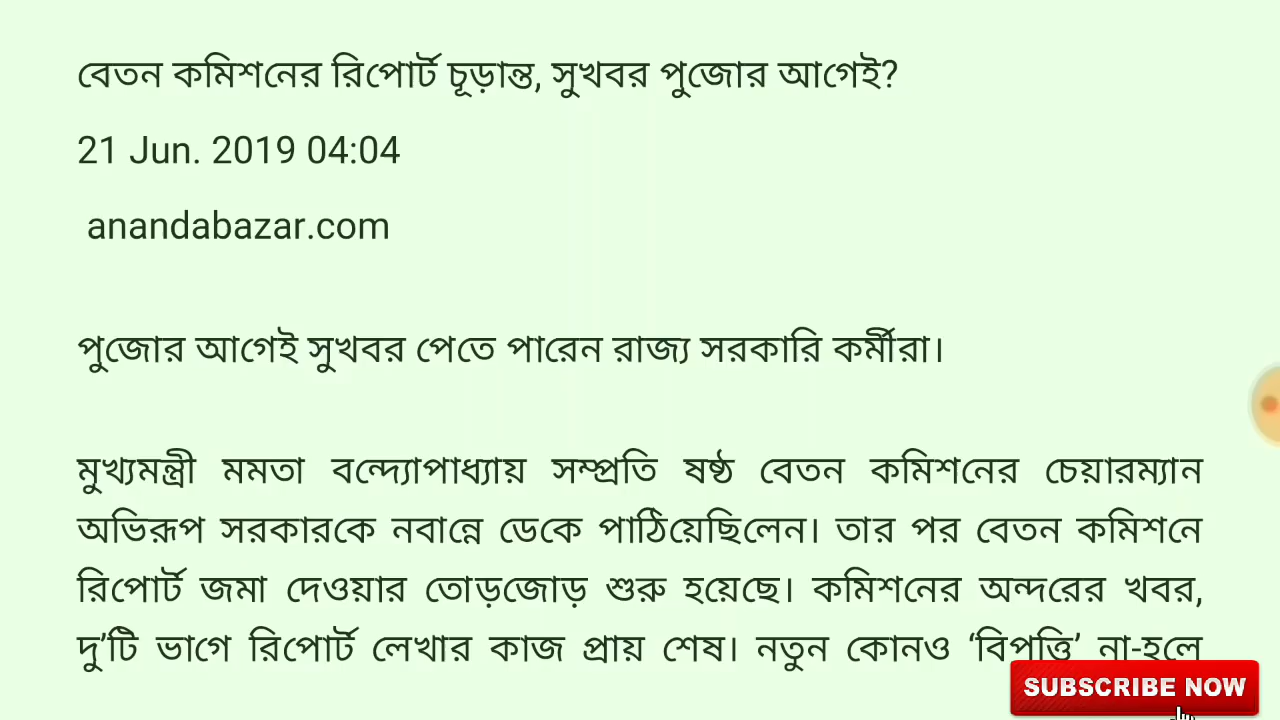 বেতন কমিশনের রিপোর্ট চূড়ান্ত, সুখবর পুজোর আগেই?
21 Jun. 2019 04:04
anandabazar.com
পুজোর আগেই সুখবর পেতে পারেন রাজ্য সরকারি কর্মীরা।
মুখ্যমন্ত্রী মমতা বন্দ্যোপাধ্যায় সম্প্রতি ষষ্ঠ বেতন কমিশনের চেয়ারম্যান
অভিরূপ সরকারকে নবান্নে ডেকে পাঠিয়েছিলেন। তার পর বেতন কমিশনে
রিপোর্ট জমা দেওয়ার তোড়জোড় শুরু হয়েছে। কমিশনের অন্দরের খবর,
দু’টি ভাগে রিপোর্ট লেখার কাজ প্রায় শেষ। নতুন কোনও ‘বিপত্তি’ না-হলে
SUBSCRIBE NOW